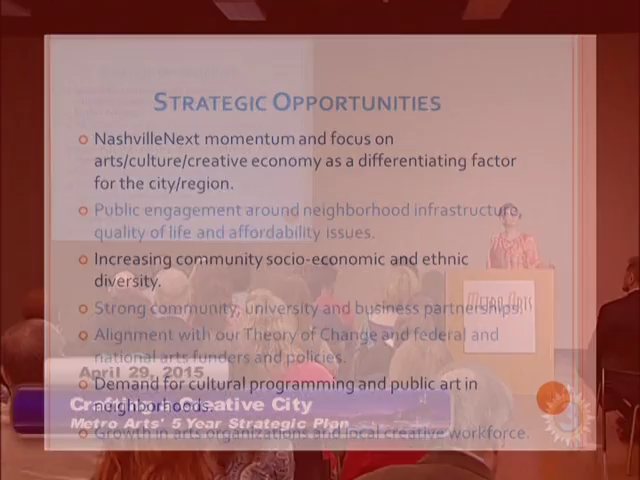 STRATEGIC OPPORTUNITIES
NashvilleNext momentum and focus on
arts/culture/creative economy as a differentiating factor
for the city/region.
Public engagement around neighborhood infrastructure,
quality of life and affordability issues.
Increasing community socio-economic and ethnic
diversity.
Strong community, university and business partnerships.
METRO ARTS
Alignment with our Theory of Change and federal and
national arts funders and policies.
April 29, 2015
Demand for cultural programming and public art in
neighborhoods.
Crafting a Creative City
Metro Arts' 5 Year Strategic Plan
Growth in arts organizations and local creative workforce.